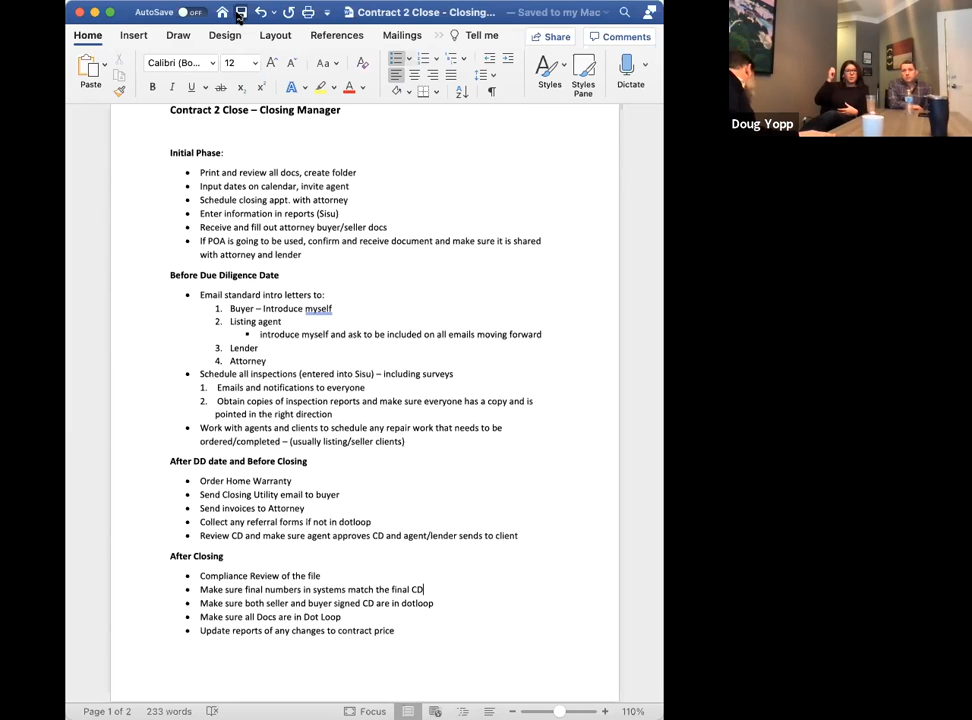 AutoSave OFF Contract 2 Close - Closing... — Saved to my Mac
Home Insert Draw Design Layout References Mailings Tell me Share Comments
Paste Calibri (Bo... 12 Styles Styles Pane Dictate
Contract 2 Close – Closing Manager
Initial Phase:
• Print and review all docs, create folder
• Input dates on calendar, invite agent
• Schedule closing appt. with attorney
• Enter information in reports (Sisu)
• Receive and fill out attorney buyer/seller docs
• If POA is going to be used, confirm and receive document and make sure it is shared
with attorney and lender
Before Due Diligence Date
• Email standard intro letters to:
1. Buyer – Introduce myself
2. Listing agent
▪ introduce myself and ask to be included on all emails moving forward
3. Lender
4. Attorney
• Schedule all inspections (entered into Sisu) – including surveys
1. Emails and notifications to everyone
2. Obtain copies of inspection reports and make sure everyone has a copy and is
pointed in the right direction
• Work with agents and clients to schedule any repair work that needs to be
ordered/completed – (usually listing/seller clients)
After DD date and Before Closing
• Order Home Warranty
• Send Closing Utility email to buyer
• Send invoices to Attorney
• Collect any referral forms if not in dotloop
• Review CD and make sure agent approves CD and agent/lender sends to client
After Closing
• Compliance Review of the file
• Make sure final numbers in systems match the final CD
• Make sure both seller and buyer signed CD are in dotloop
• Make sure all Docs are in Dot Loop
• Update reports of any changes to contract price
Page 1 of 2 233 words Focus 110%
Doug Yopp